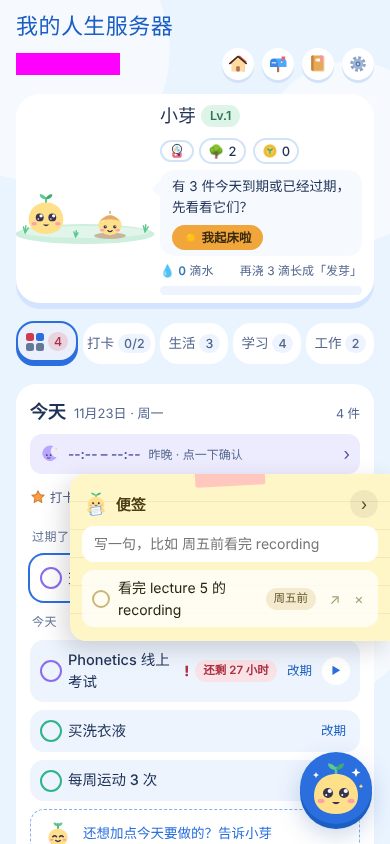 我的人生服务器
小芽 Lv.1
2 0
有 3 件今天到期或已经过期，
先看看它们？
我起床啦
0 滴水 再浇 3 滴长成「发芽」
4 打卡 0/2 生活 3 学习 4 工作 2
今天 11月23日 · 周一 4 件
--:-- – --:-- 昨晚 · 点一下确认 ›
打卡
便签 ›
写一句，比如 周五前看完 recording
过期了
看完 lecture 5 的
recording
周五前 ↗ ×
今天
Phonetics 线上
考试
! 还剩 27 小时 改期
买洗衣液 改期
每周运动 3 次
还想加点今天要做的？告诉小芽